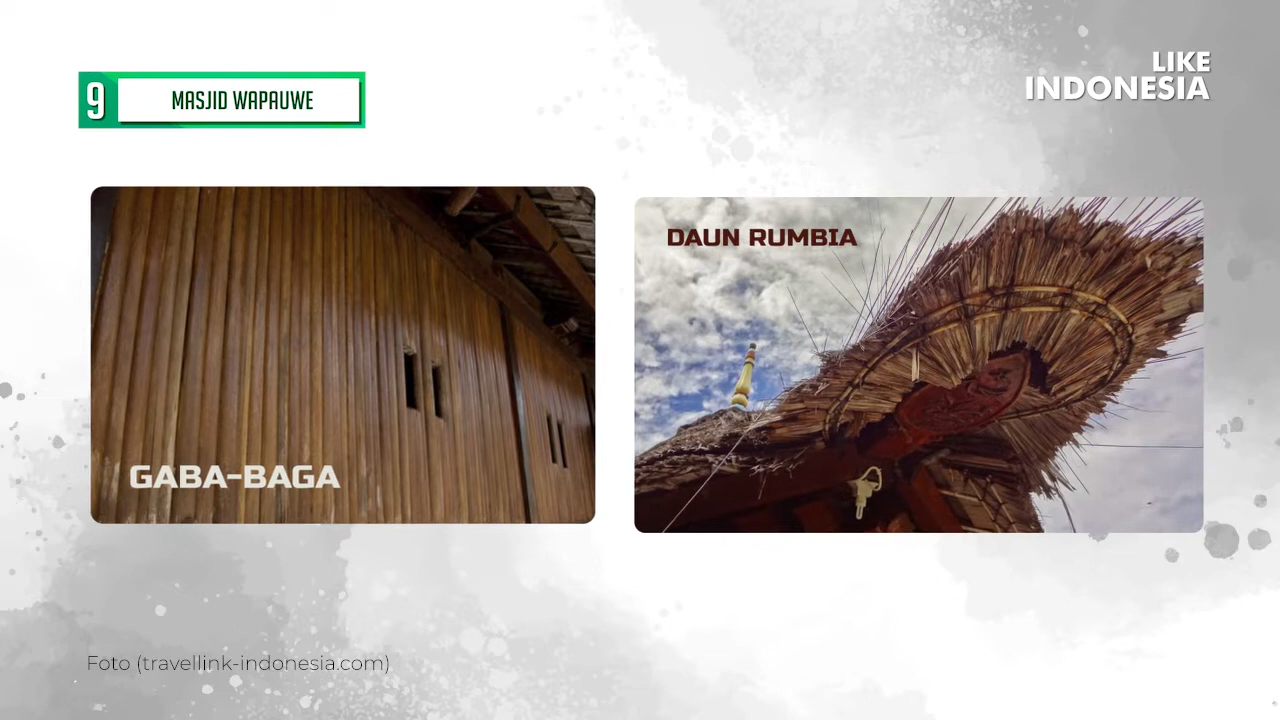 9
MASJID WAPAUWE
LIKE
INDONESIA
GABA-BAGA
DAUN RUMBIA
Foto (travellink-indonesia.com)